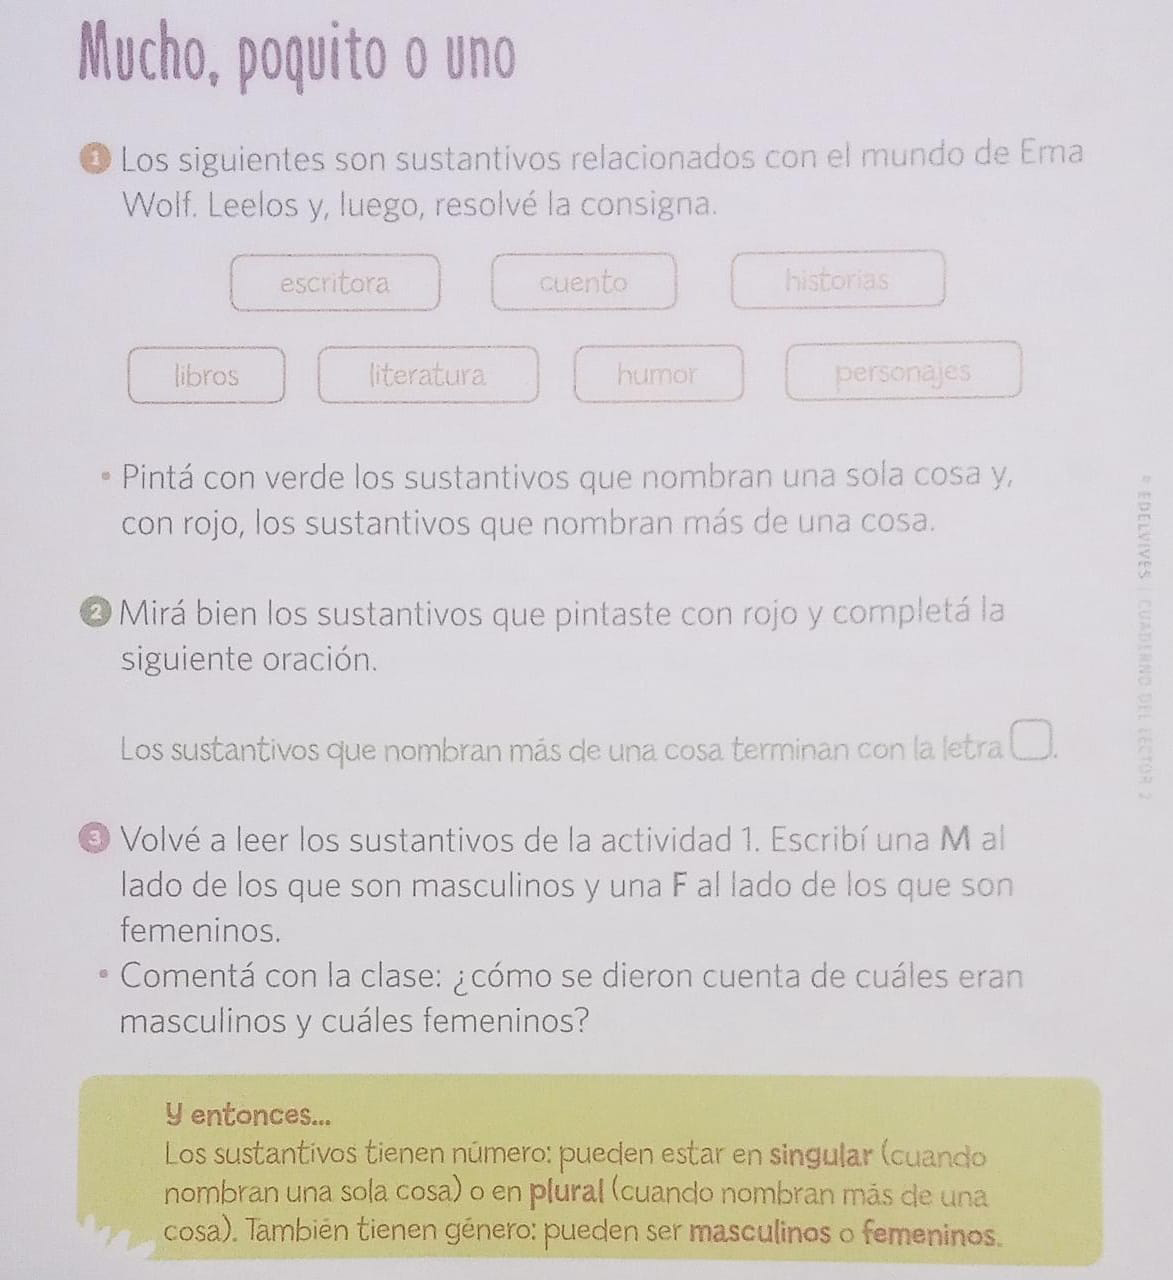 Mucho, poquito o uno
1 Los siguientes son sustantivos relacionados con el mundo de Ema
Wolf. Leelos y, luego, resolvé la consigna.
escritora cuento historias
libros literatura humor personajes
• Pintá con verde los sustantivos que nombran una sola cosa y,
con rojo, los sustantivos que nombran más de una cosa.
2 Mirá bien los sustantivos que pintaste con rojo y completá la
siguiente oración.
Los sustantivos que nombran más de una cosa terminan con la letra .
3 Volvé a leer los sustantivos de la actividad 1. Escribí una M al
lado de los que son masculinos y una F al lado de los que son
femeninos.
• Comentá con la clase: ¿cómo se dieron cuenta de cuáles eran
masculinos y cuáles femeninos?
Y entonces...
Los sustantivos tienen número: pueden estar en singular (cuando
nombran una sola cosa) o en plural (cuando nombran más de una
cosa). También tienen género: pueden ser masculinos o femeninos.
© EDELVIVES | CUADERNO DEL LECTOR 2